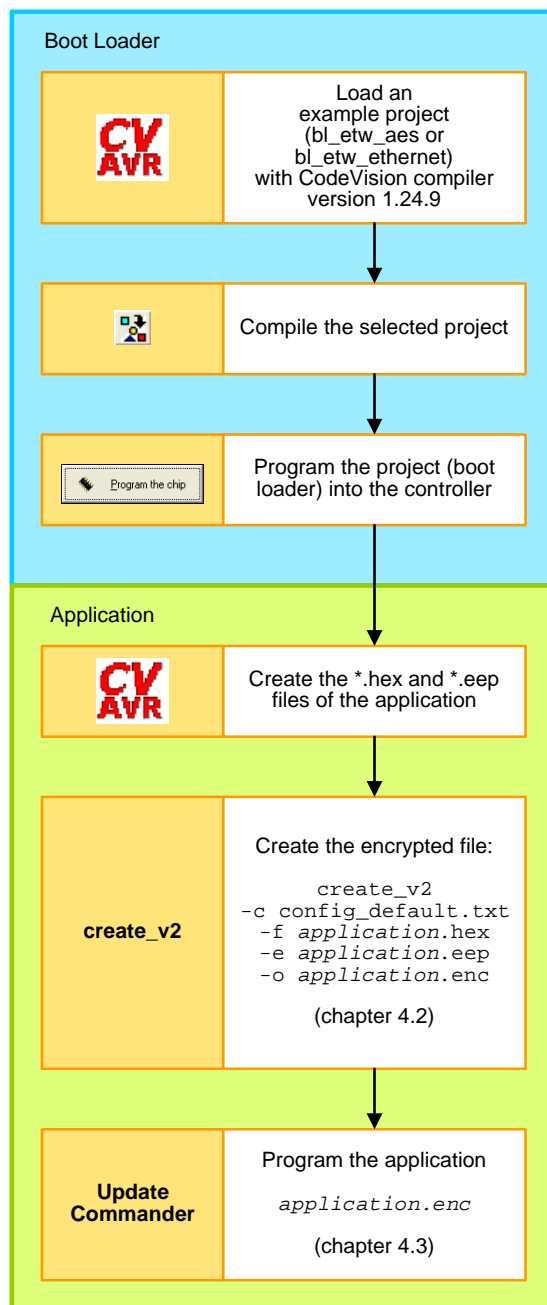 Boot Loader
CV
AVR
Load an
example project
(bl_etw_aes or
bl_etw_ethernet)
with CodeVision compiler
version 1.24.9
Compile the selected project
Program the chip
Program the project (boot
loader) into the controller
Application
CV
AVR
Create the *.hex and *.eep
files of the application
create_v2
Create the encrypted file:
create_v2
-c config_default.txt
-f application.hex
-e application.eep
-o application.enc
(chapter 4.2)
Update
Commander
Program the application
application.enc
(chapter 4.3)